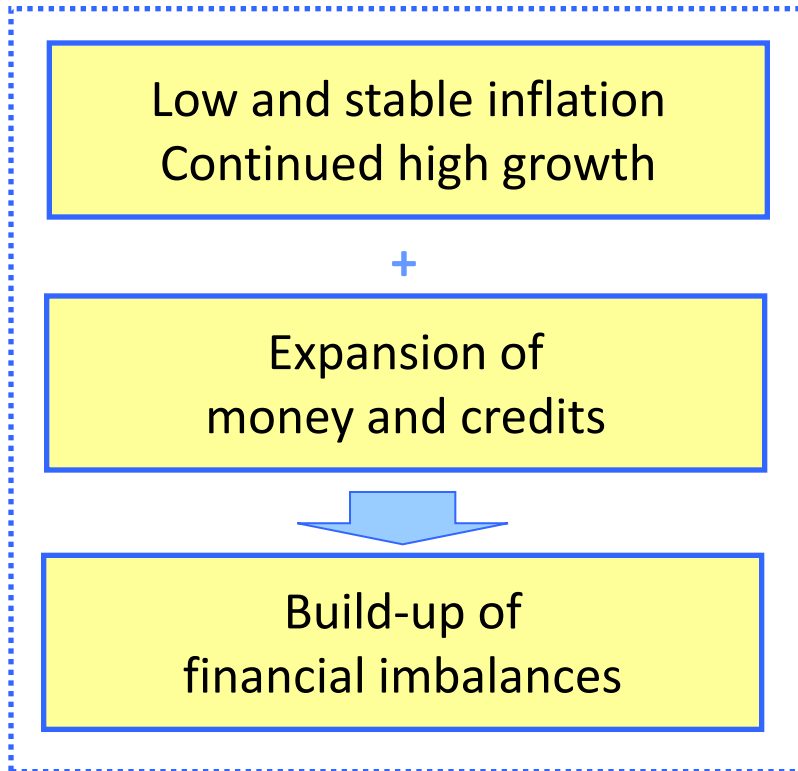 Low and stable inflation
Continued high growth
+
Expansion of
money and credits
Build-up of
financial imbalances